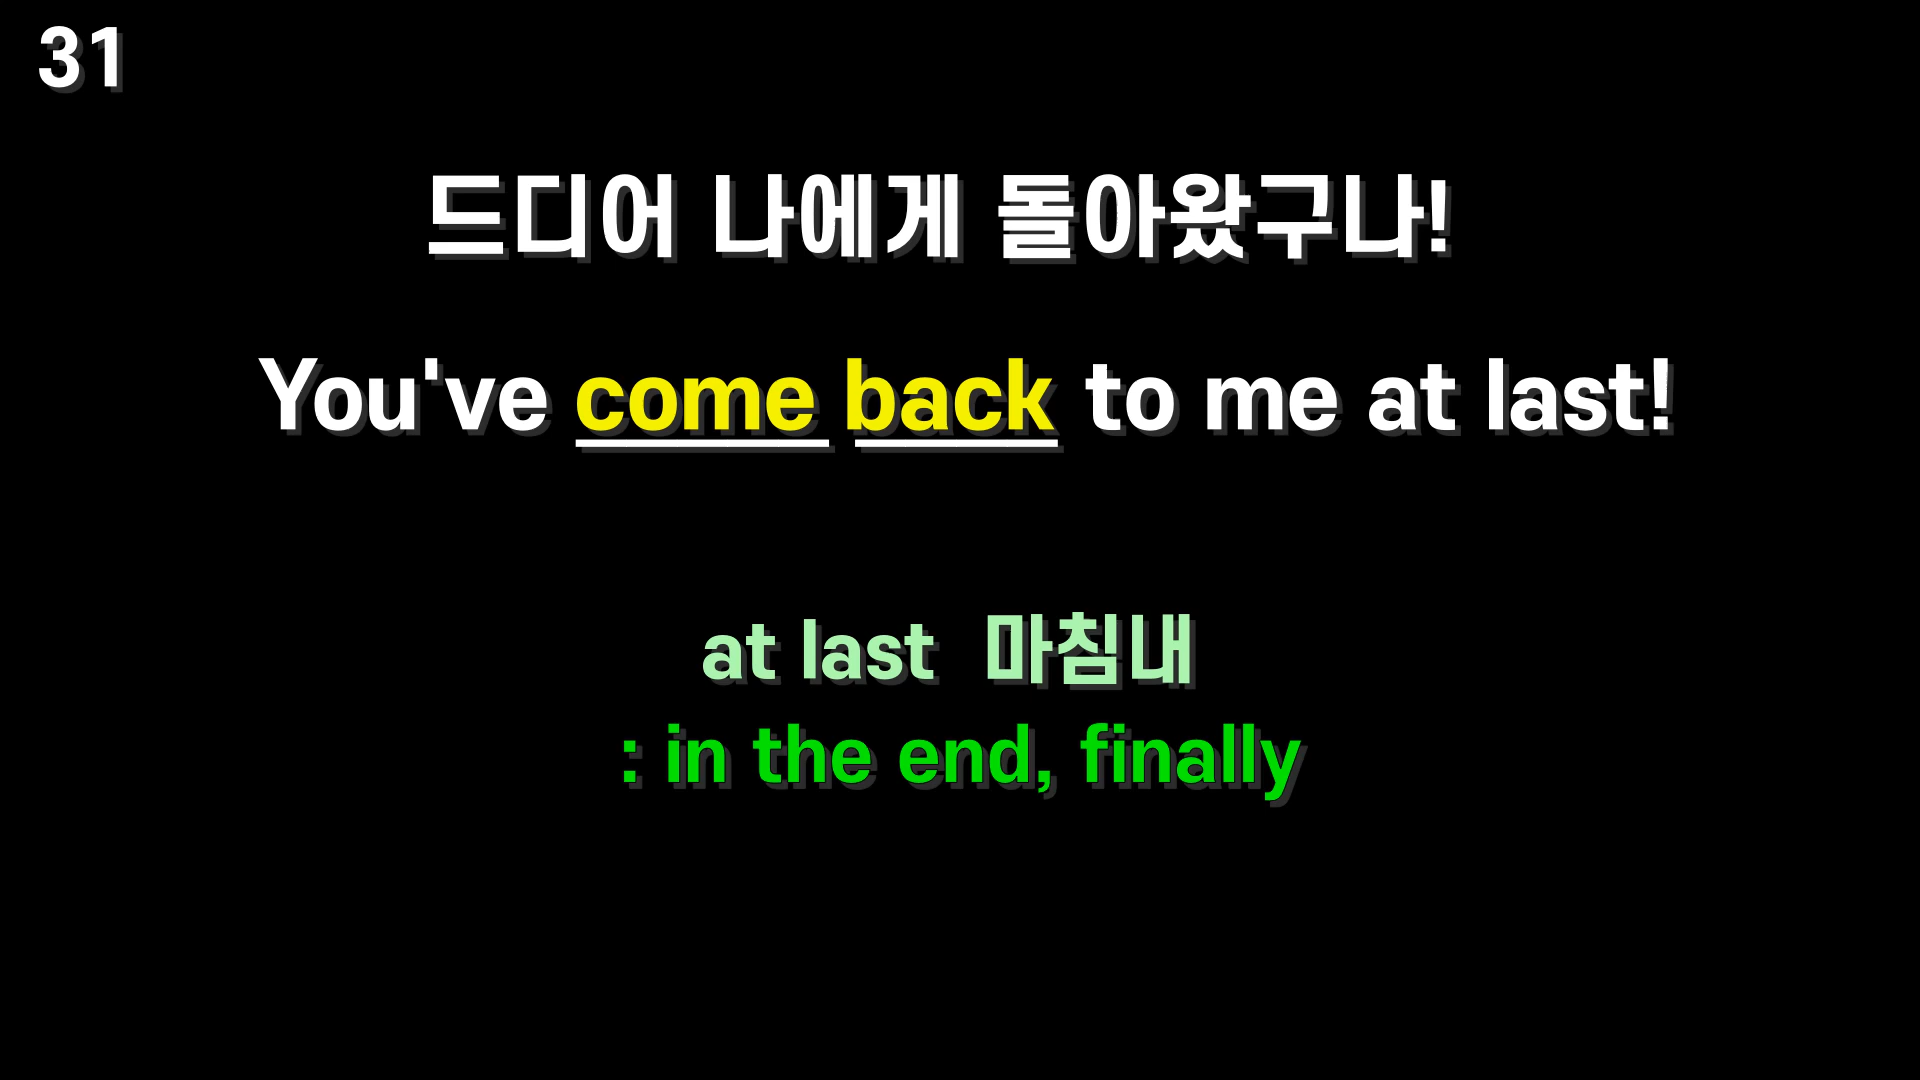 31
드디어 나에게 돌아왔구나!
You've come back to me at last!
at last 마침내
: in the end, finally